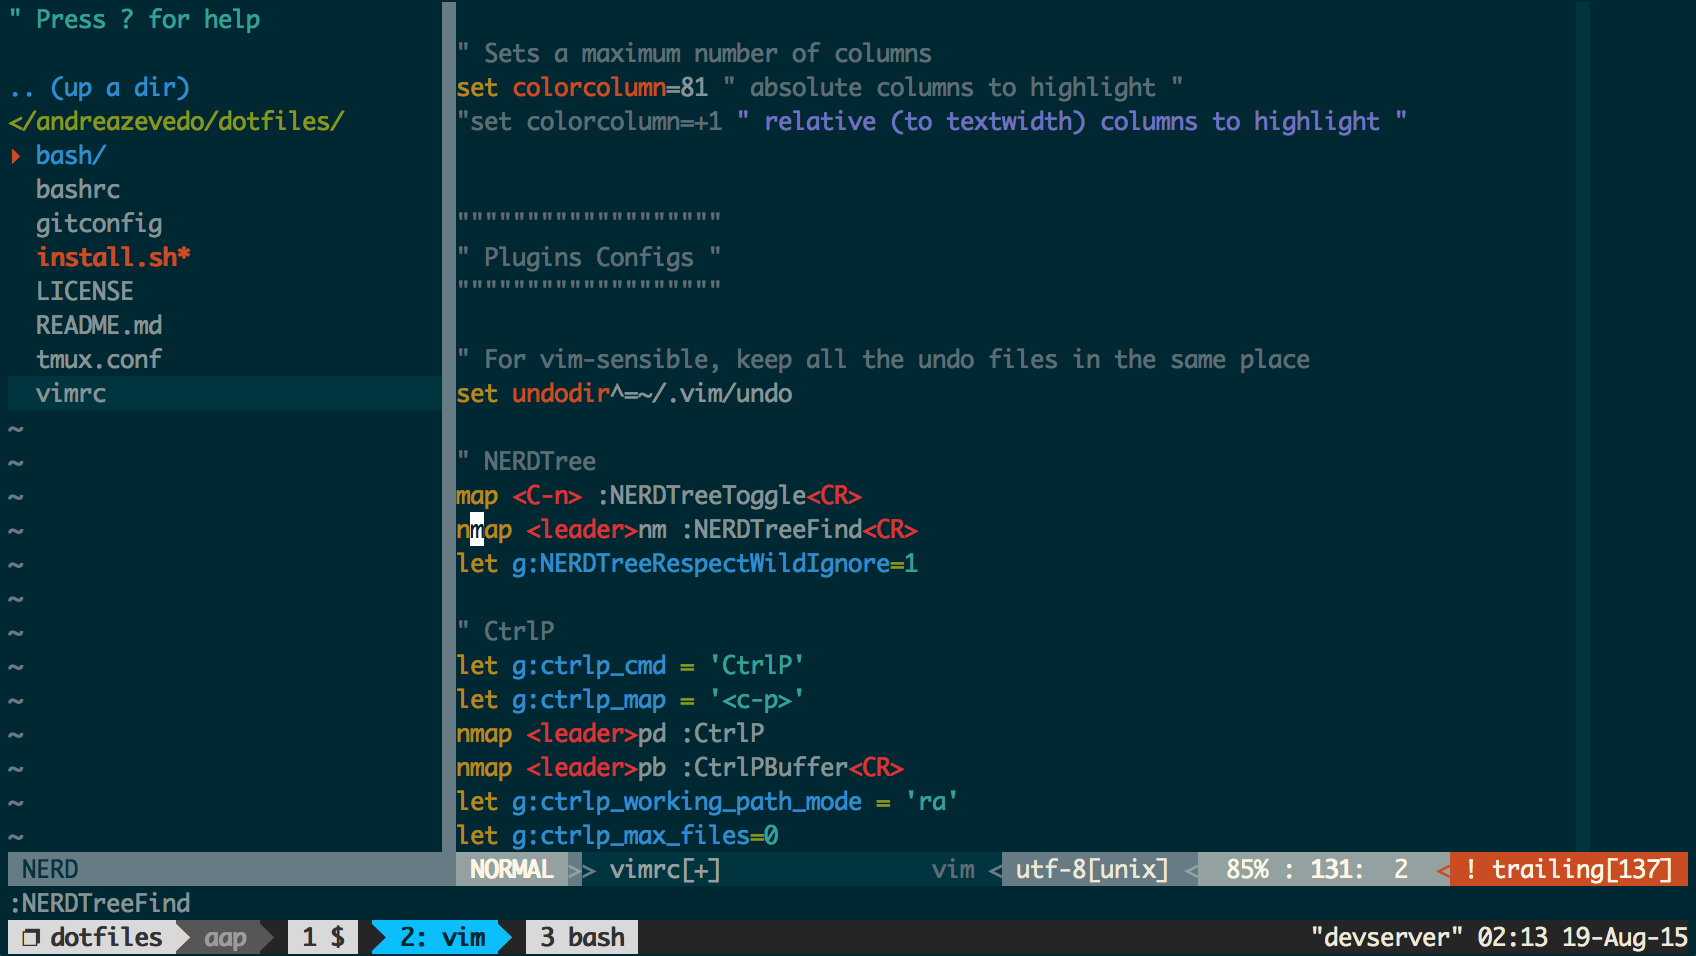 " Press ? for help
.. (up a dir)
</andreazevedo/dotfiles/
bash/
bashrc
gitconfig
install.sh*
LICENSE
README.md
tmux.conf
vimrc
~
~
~
~
~
~
~
~
~
~
~
~
~
" Sets a maximum number of columns
set colorcolumn=81 " absolute columns to highlight "
"set colorcolumn=+1 " relative (to textwidth) columns to highlight "
"""""""""""""""""""
" Plugins Configs "
"""""""""""""""""""
" For vim-sensible, keep all the undo files in the same place
set undodir^=~/.vim/undo
" NERDTree
map <C-n> :NERDTreeToggle<CR>
nmap <leader>nm :NERDTreeFind<CR>
let g:NERDTreeRespectWildIgnore=1
" CtrlP
let g:ctrlp_cmd = 'CtrlP'
let g:ctrlp_map = '<c-p>'
nmap <leader>pd :CtrlP
nmap <leader>pb :CtrlPBuffer<CR>
let g:ctrlp_working_path_mode = 'ra'
let g:ctrlp_max_files=0
NERD NORMAL >> vimrc[+] vim < utf-8[unix] < 85% : 131: 2 < ! trailing[137]
:NERDTreeFind
dotfiles aap 1 $ 2: vim 3 bash "devserver" 02:13 19-Aug-15